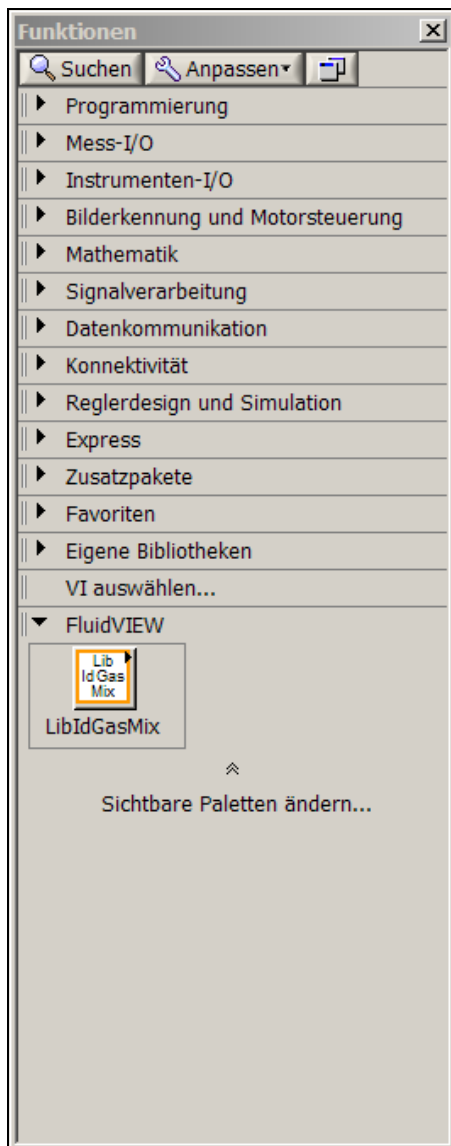 Funktionen
Suchen Anpassen
Programmierung
Mess-I/O
Instrumenten-I/O
Bilderkennung und Motorsteuerung
Mathematik
Signalverarbeitung
Datenkommunikation
Konnektivität
Reglerdesign und Simulation
Express
Zusatzpakete
Favoriten
Eigene Bibliotheken
VI auswählen...
FluidVIEW
Lib
Id Gas
Mix
LibIdGasMix
Sichtbare Paletten ändern...